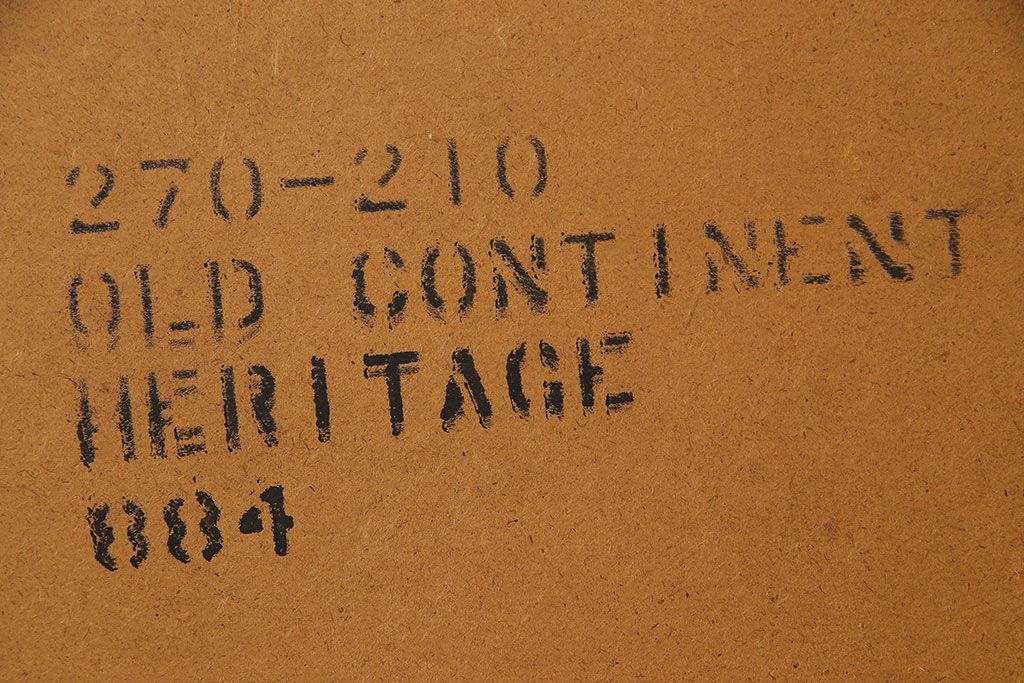 270-210
OLD CONTINENT
HERITAGE
884